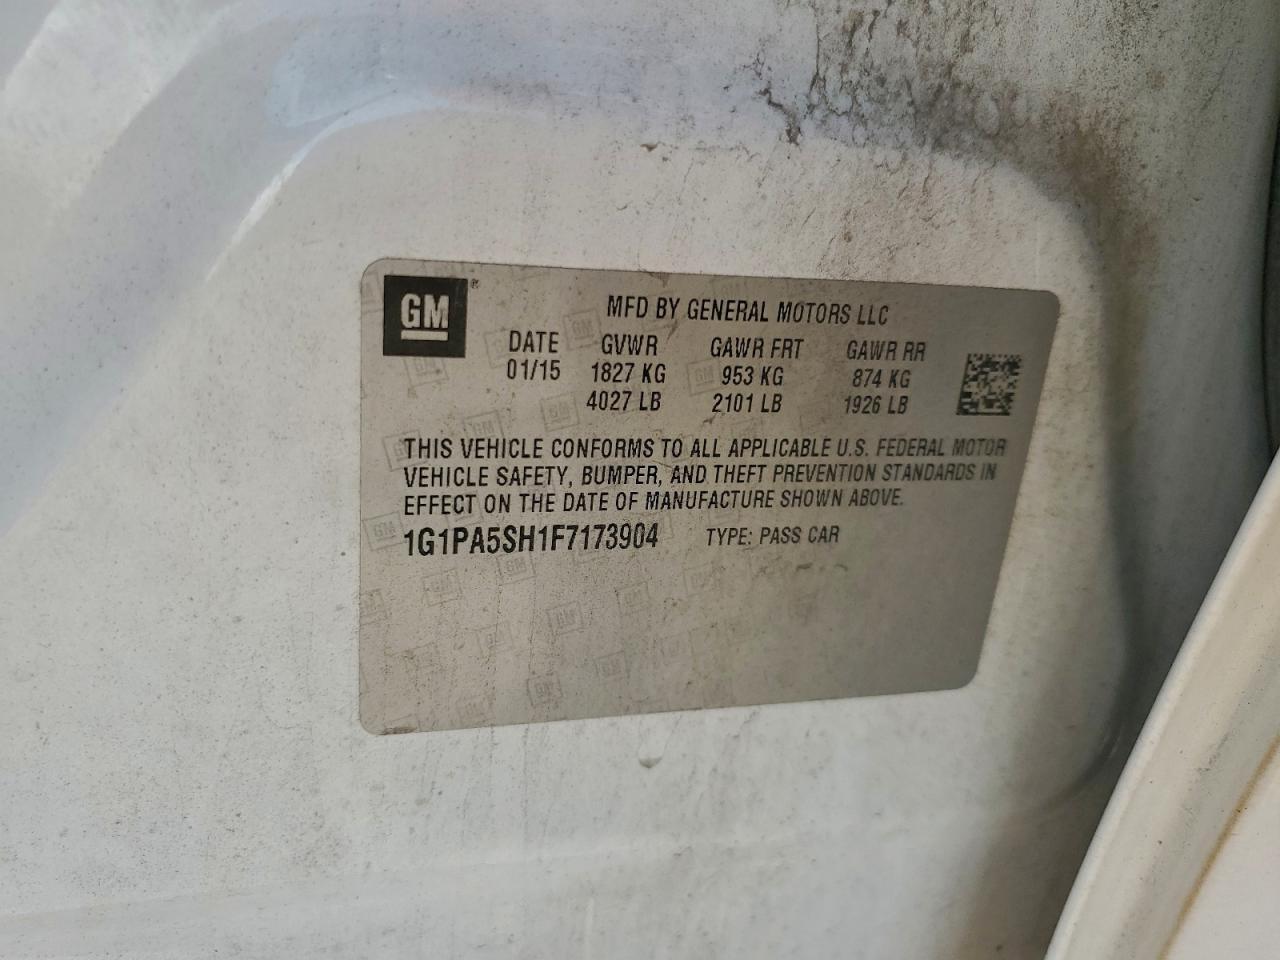 GM
MFD BY GENERAL MOTORS LLC
DATE GVWR GAWR FRT GAWR RR
01/15 1827 KG 953 KG 874 KG
4027 LB 2101 LB 1926 LB
THIS VEHICLE CONFORMS TO ALL APPLICABLE U.S. FEDERAL MOTOR
VEHICLE SAFETY, BUMPER, AND THEFT PREVENTION STANDARDS IN
EFFECT ON THE DATE OF MANUFACTURE SHOWN ABOVE.
1G1PA5SH1F7173904 TYPE: PASS CAR